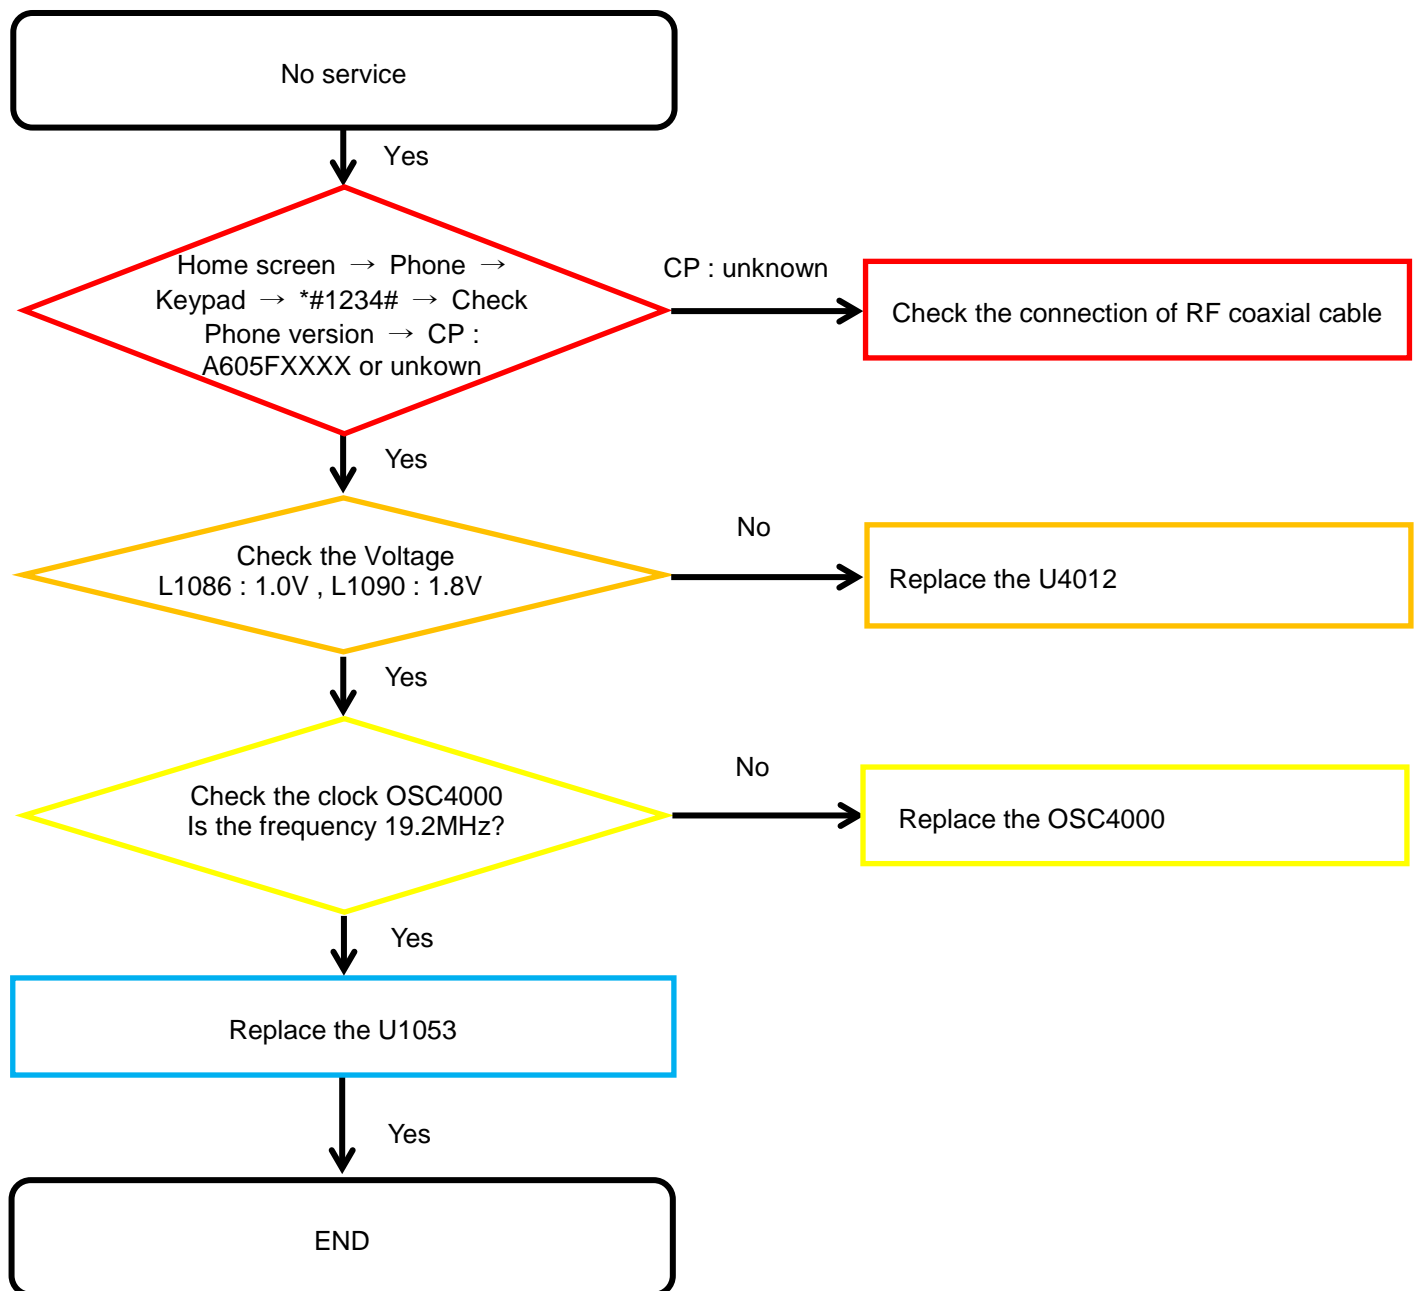 No service
Yes
Home screen → Phone →
Keypad → *#1234# → Check
Phone version → CP :
A605FXXXX or unkown
CP : unknown
Check the connection of RF coaxial cable
Yes
Check the Voltage
L1086 : 1.0V , L1090 : 1.8V
No
Replace the U4012
Yes
Check the clock OSC4000
Is the frequency 19.2MHz?
No
Replace the OSC4000
Yes
Replace the U1053
Yes
END